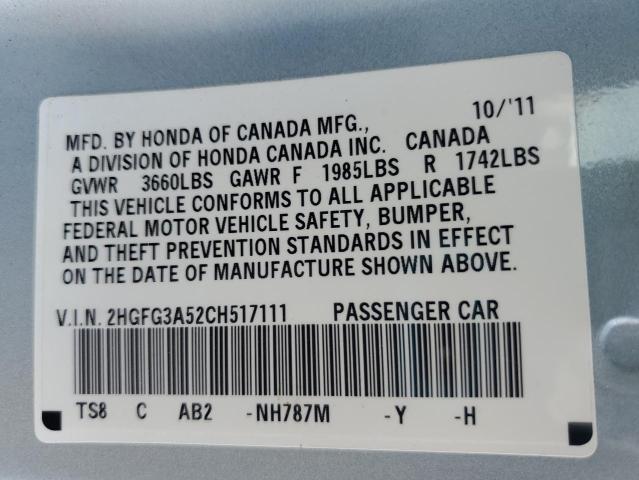 10/'11
MFD. BY HONDA OF CANADA MFG.,
A DIVISION OF HONDA CANADA INC. CANADA
GVWR 3660LBS GAWR F 1985LBS R 1742LBS
THIS VEHICLE CONFORMS TO ALL APPLICABLE
FEDERAL MOTOR VEHICLE SAFETY, BUMPER,
AND THEFT PREVENTION STANDARDS IN EFFECT
ON THE DATE OF MANUFACTURE SHOWN ABOVE.
V.I.N. 2HGFG3A52CH517111 PASSENGER CAR
TS8 C AB2 -NH787M -Y -H